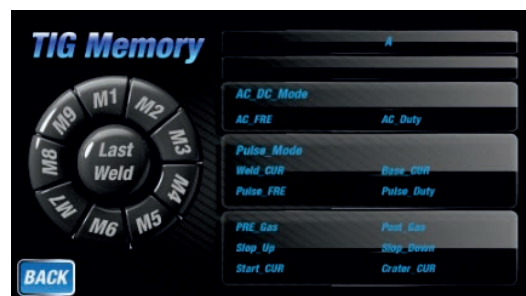 TIG Memory
A
M1
M2
M3
M4
M5
M6
M7
M8
M9
Last
Weld
AC_DC_Mode
AC_FRE AC_Duty
Pulse_Mode
Weld_CUR Base_CUR
Pulse_FRE Pulse_Duty
PRE_Gas Post_Gas
Slop_Up Slop_Down
Start_CUR Crater_CUR
BACK